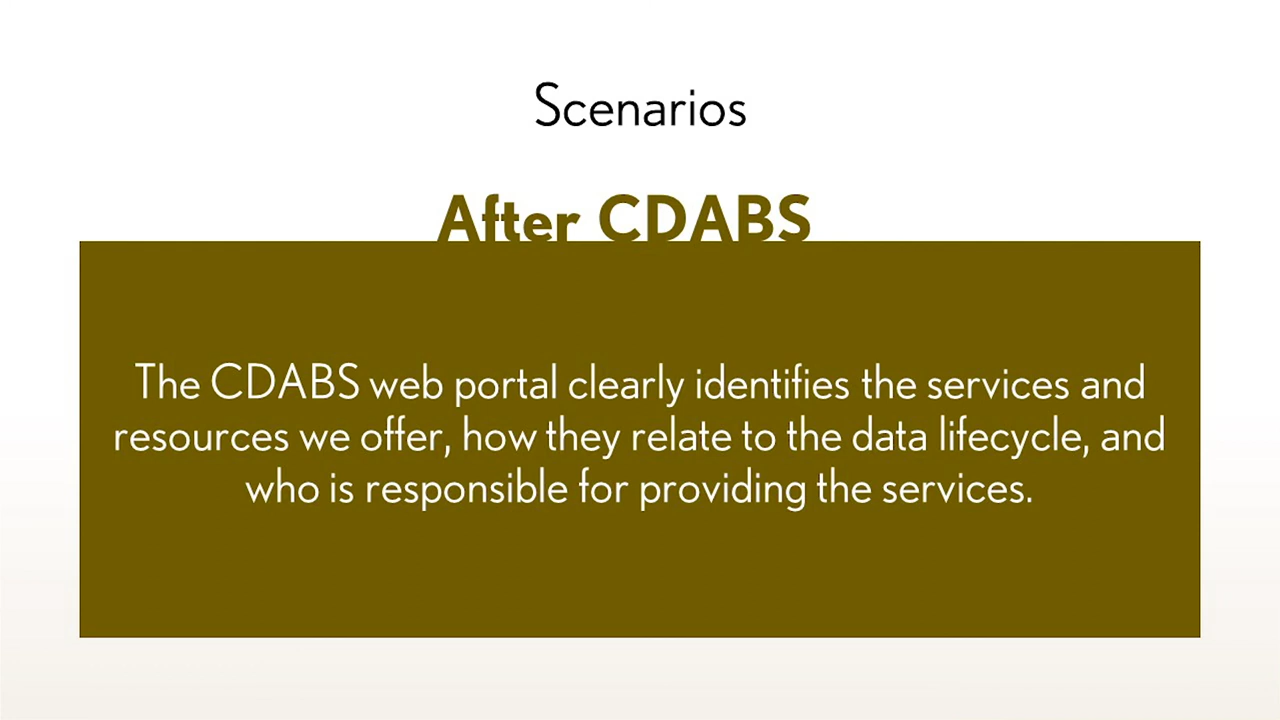 Scenarios
After CDABS
The CDABS web portal clearly identifies the services and
resources we offer, how they relate to the data lifecycle, and
who is responsible for providing the services.